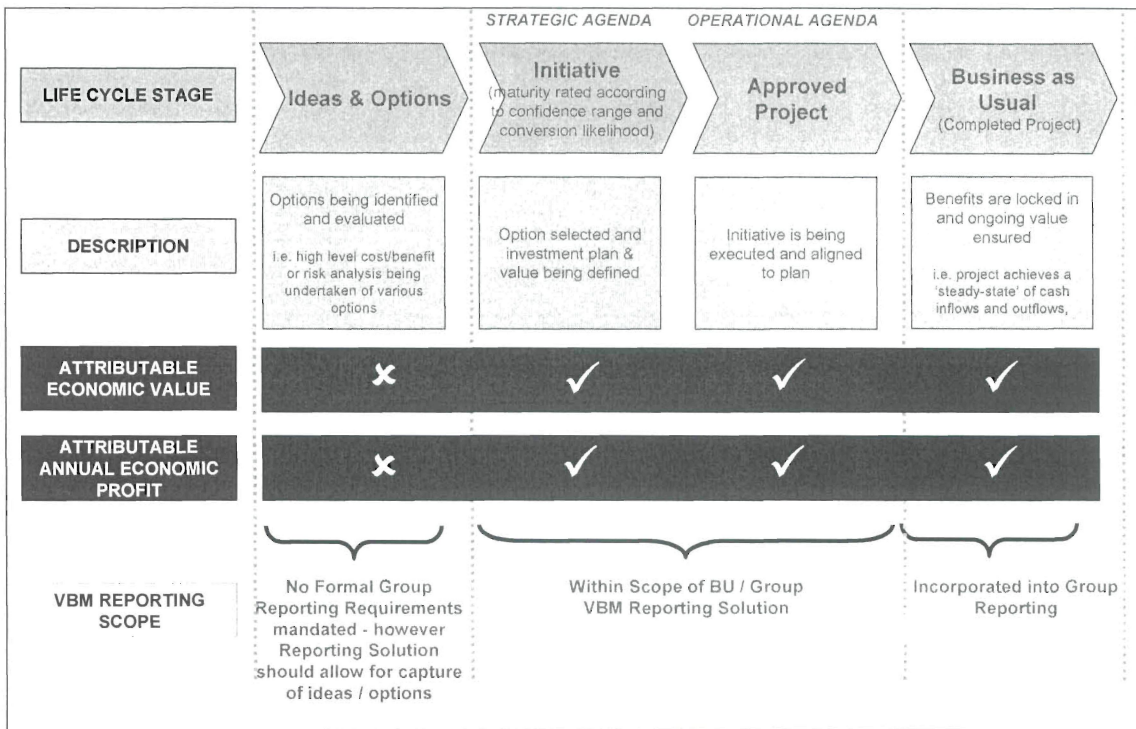 STRATEGIC AGENDA
OPERATIONAL AGENDA
LIFE CYCLE STAGE
Ideas & Options
Initiative
(maturity rated according
to confidence range and
conversion likelihood)
Approved
Project
Business as
Usual
(Completed Project)
DESCRIPTION
Options being identified
and evaluated
i.e. high level cost/benefit
or risk analysis being
undertaken of various
options
Option selected and
investment plan &
value being defined
Initiative is being
executed and aligned
to plan
Benefits are locked in
and ongoing value
ensured
i.e. project achieves a
'steady-state' of cash
inflows and outflows,
ATTRIBUTABLE
ECONOMIC VALUE
ATTRIBUTABLE
ANNUAL ECONOMIC
PROFIT
VBM REPORTING
SCOPE
No Formal Group
Reporting Requirements
mandated - however
Reporting Solution
should allow for capture
of ideas / options
Within Scope of BU / Group
VBM Reporting Solution
Incorporated into Group
Reporting